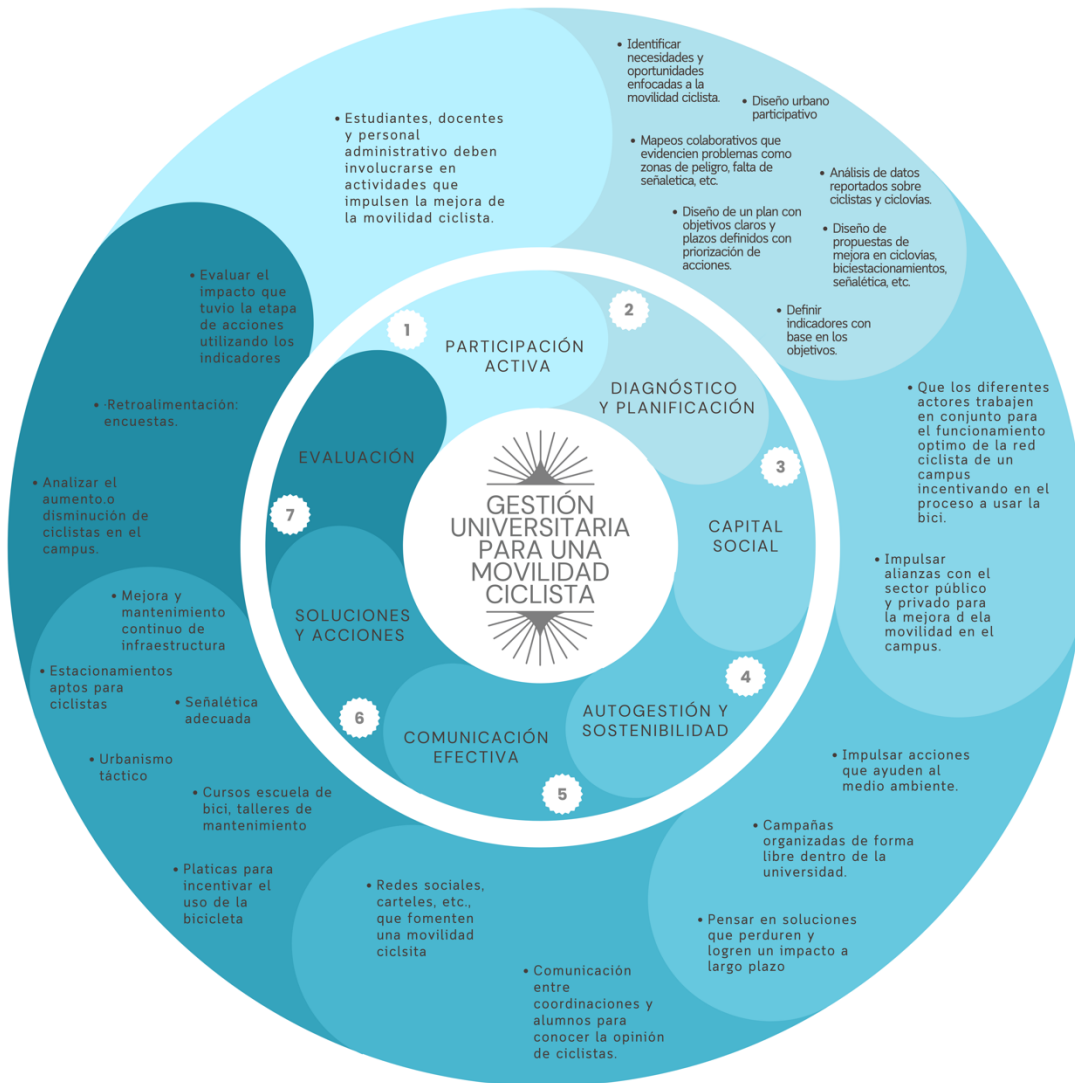 GESTIÓN
UNIVERSITARIA
PARA UNA
MOVILIDAD
CICLISTA
1
PARTICIPACIÓN
ACTIVA
• Estudiantes, docentes
y personal
administrativo deben
involucrarse en
actividades que
impulsen la mejora de
la movilidad ciclista.
2
DIAGNÓSTICO
Y PLANIFICACIÓN
• Identificar
necesidades y
oportunidades
enfocadas a la
movilidad ciclista.
• Diseño urbano
participativo
• Mapeos colaborativos que
evidencien problemas como
zonas de peligro, falta de
señaletica, etc.
• Análisis de datos
reportados sobre
ciclistas y ciclovías.
• Diseño de un plan con
objetivos claros y
plazos definidos con
priorización de
acciones.
• Diseño de
propuestas de
mejora en ciclovías,
biciestacionamientos,
señalética, etc.
• Definir
indicadores con
base en los
objetivos.
3
CAPITAL
SOCIAL
• Que los diferentes
actores trabajen
en conjunto para
el funcionamiento
optimo de la red
ciclista de un
campus
incentivando en el
proceso a usar la
bici.
• Impulsar
alianzas con el
sector público
y privado para
la mejora d ela
movilidad en el
campus.
4
AUTOGESTIÓN Y
SOSTENIBILIDAD
• Impulsar acciones
que ayuden al
medio ambiente.
• Campañas
organizadas de forma
libre dentro de la
universidad.
• Pensar en soluciones
que perduren y
logren un impacto a
largo plazo
5
COMUNICACIÓN
EFECTIVA
• Redes sociales,
carteles, etc.,
que fomenten
una movilidad
ciclsita
• Comunicación
entre
coordinaciones y
alumnos para
conocer la opinión
de ciclistas.
6
SOLUCIONES
Y ACCIONES
• Mejora y
mantenimiento
continuo de
infraestructura
• Estacionamientos
aptos para
ciclistas
• Señalética
adecuada
• Urbanismo
táctico
• Cursos escuela de
bici, talleres de
mantenimiento
• Platicas para
incentivar el
uso de la
bicicleta
7
EVALUACIÓN
• Evaluar el
impacto que
tuvio la etapa
de acciones
utilizando los
indicadores
• ·Retroalimentación:
encuestas.
• Analizar el
aumento.o
disminución de
ciclistas en el
campus.